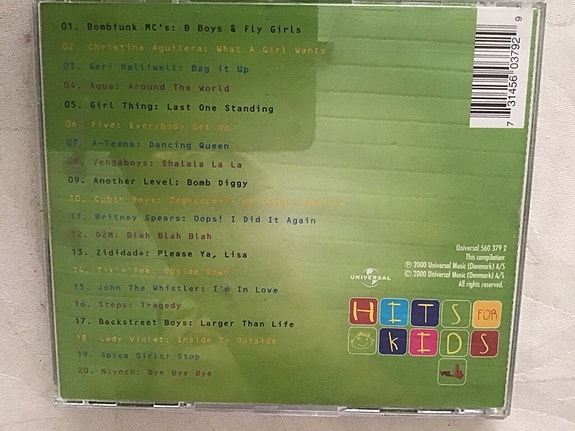 01. Bombfunk MC's: B Boys & Fly Girls
02. Christina Aguilera: What A Girl Wants
03. Geri Halliwell: Bag it Up
04. Aqua: Around The World
05. Girl Thing: Last One Standing
06. Five: Everybody Get Up
07. A-Teens: Dancing Queen
08. Vengaboys: Shalala La La
09. Another Level: Bomb Diggy
10. Cuban Boys:
11. Britney Spears: Oops! I Did It Again
12. DZM: Blah Blah Blah
13. Zididada: Please Ya, Lisa
14. Tik'n'Tak: Upside Down
15. John The Whistler: I'm In Love
16. Steps: Tragedy
17. Backstreet Boys: Larger Than Life
18. Lady Violet: Inside To Outside
19. Spice Girls: Stop
20. Nsynch: Bye Bye Bye
7 31456 03792 9
Universal 560 379 2
This compilation:
℗ 2000 Universal Music (Denmark) A/S
© 2000 Universal Music (Denmark) A/S
All rights reserved.
UNIVERSAL
HITS FOR
KIDS
VOL. 4